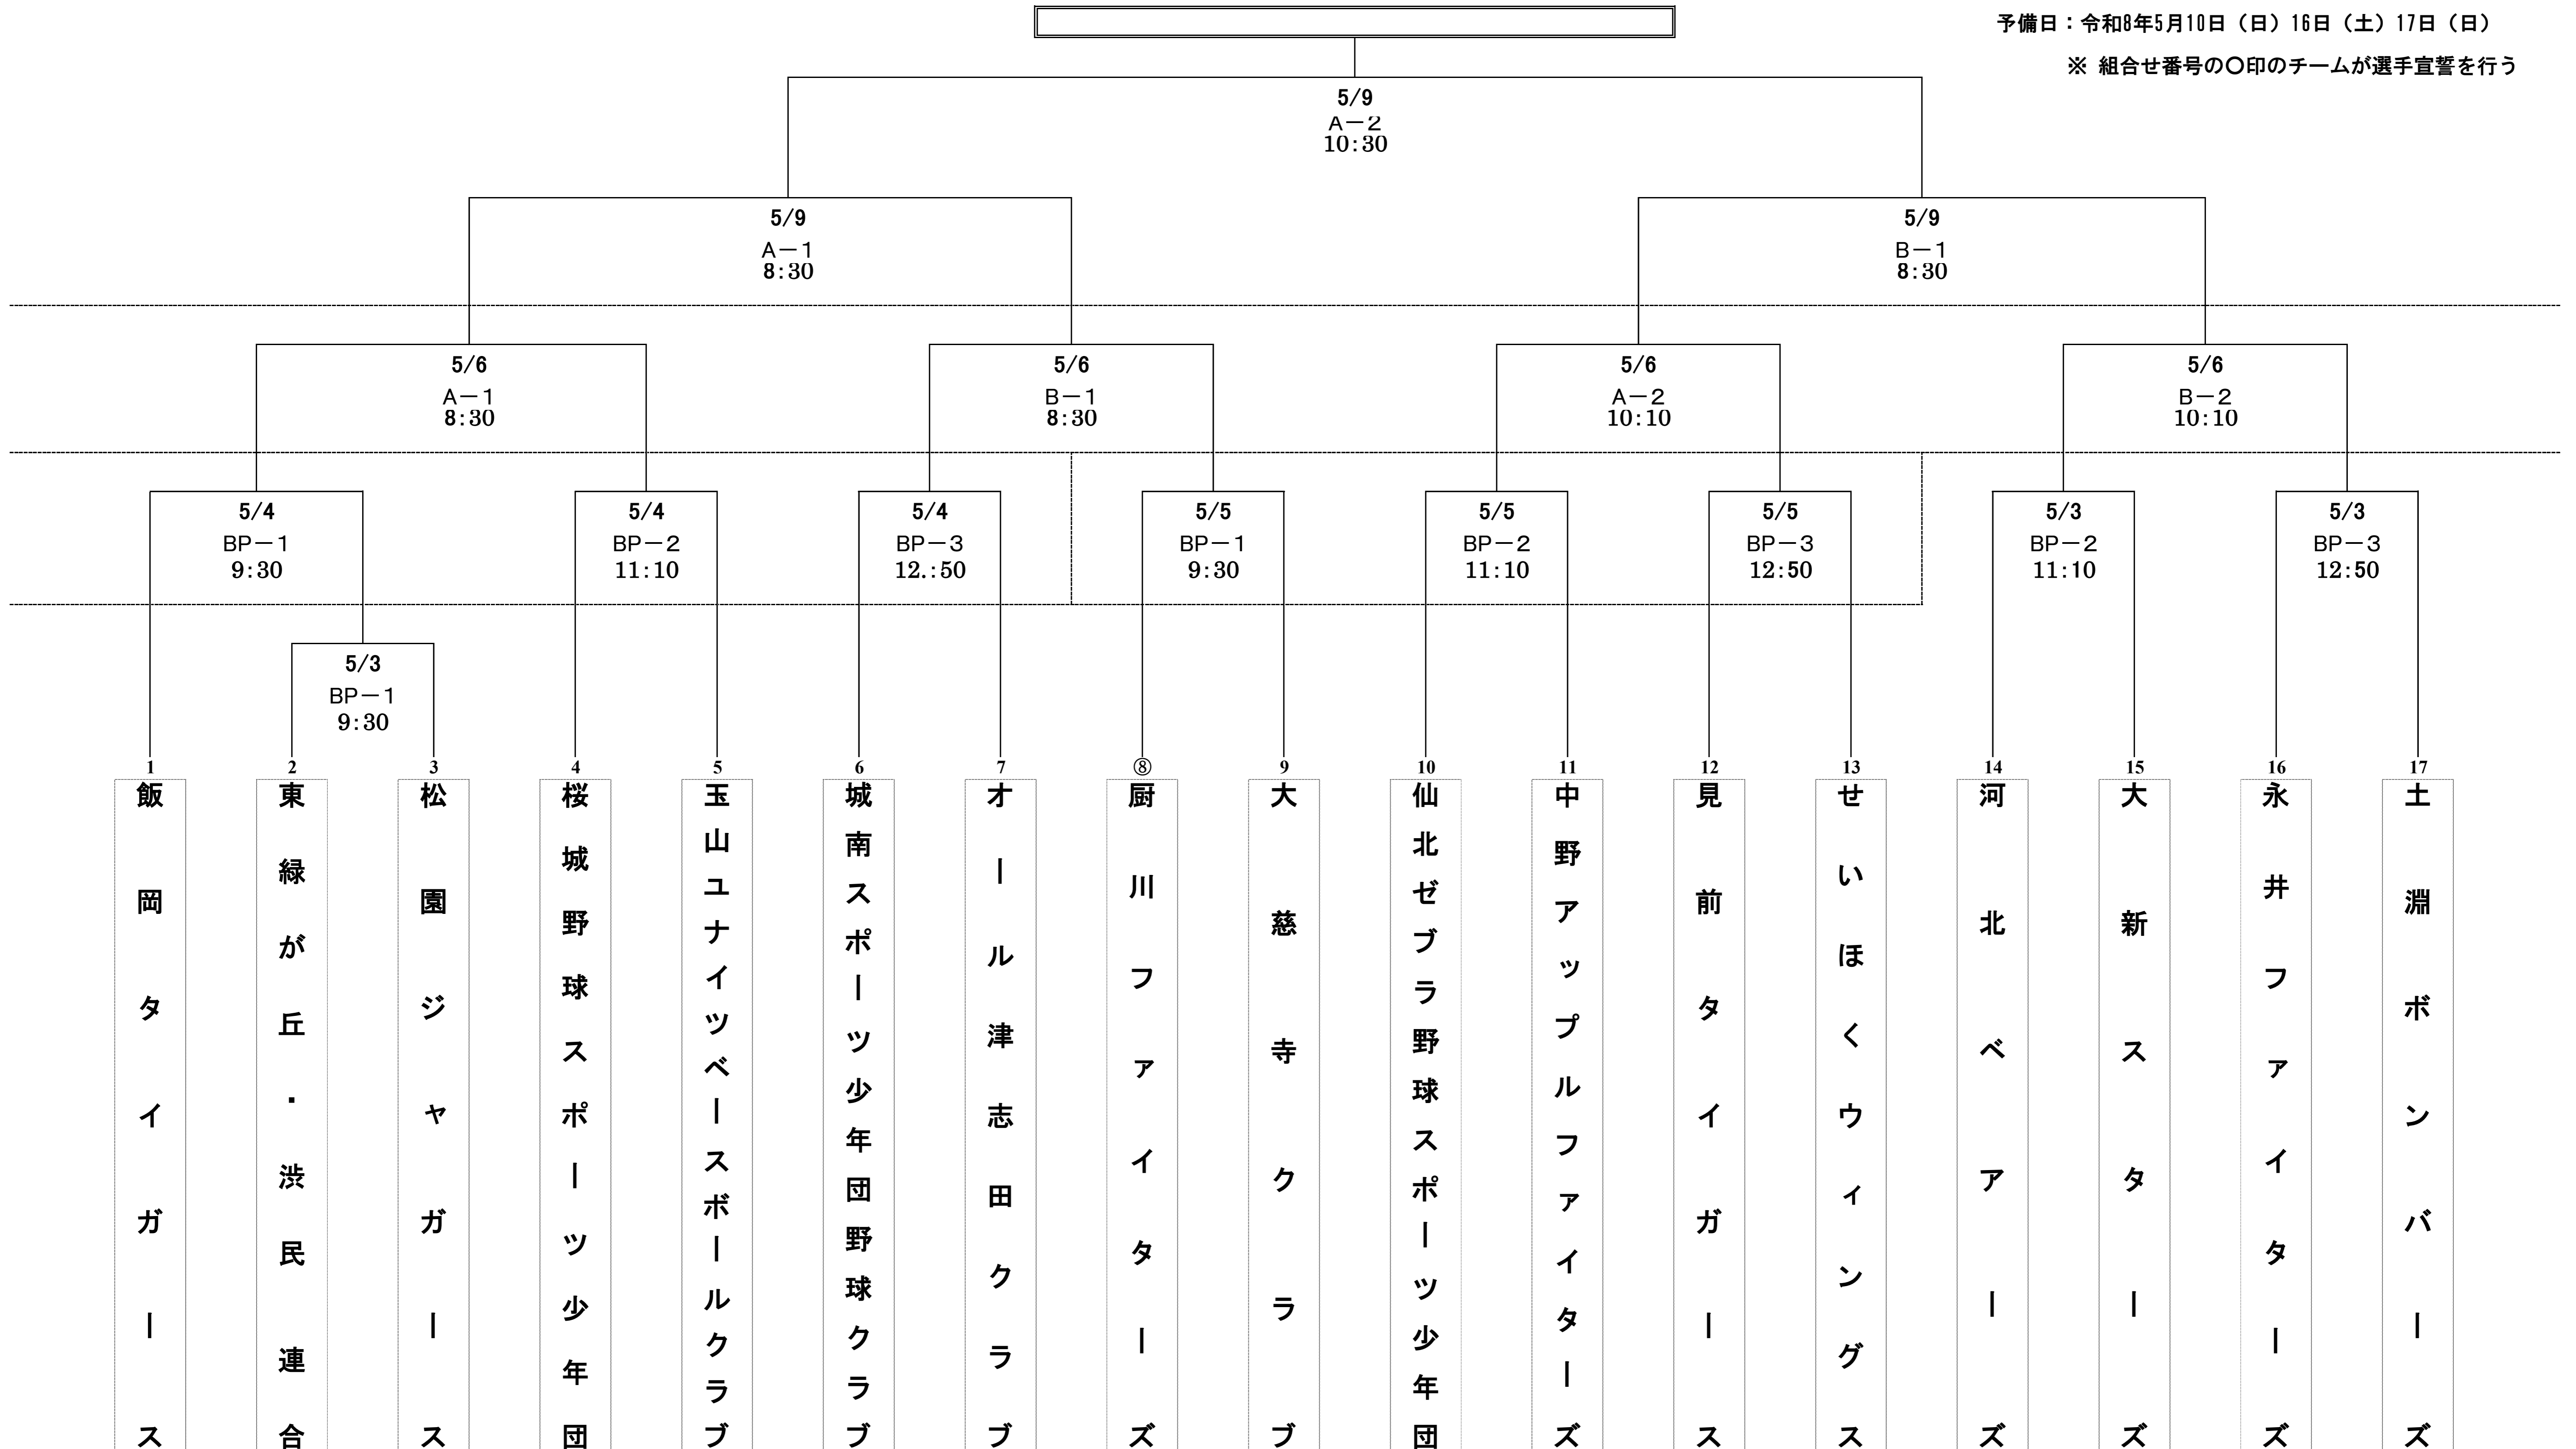 予備日：令和8年5月10日（日）16日（土）17日（日）
※ 組合せ番号の〇印のチームが選手宣誓を行う
5/9
A－2
10:30
5/9
A－1
8:30
5/9
B－1
8:30
5/6
A－1
8:30
5/6
B－1
8:30
5/6
A－2
10:10
5/6
B－2
10:10
5/4
BP－1
9:30
5/4
BP－2
11:10
5/4
BP－3
12.:50
5/5
BP－1
9:30
5/5
BP－2
11:10
5/5
BP－3
12:50
5/3
BP－2
11:10
5/3
BP－3
12:50
5/3
BP－1
9:30
1
飯岡タイガース
2
東緑が丘・渋民連合
3
松園ジャガース
4
桜城野球スポーツ少年団
5
玉山ユナイツベースボールクラブ
6
城南スポーツ少年団野球クラブ
7
オール津志田クラブ
⑧
厨川ファイターズ
9
大慈寺クラブ
10
仙北ゼブラ野球スポーツ少年団
11
中野アップルファイターズ
12
見前タイガース
13
せいほくウィングス
14
河北ベアーズ
15
大新スターズ
16
永井ファイターズ
17
土淵ボンバーズ